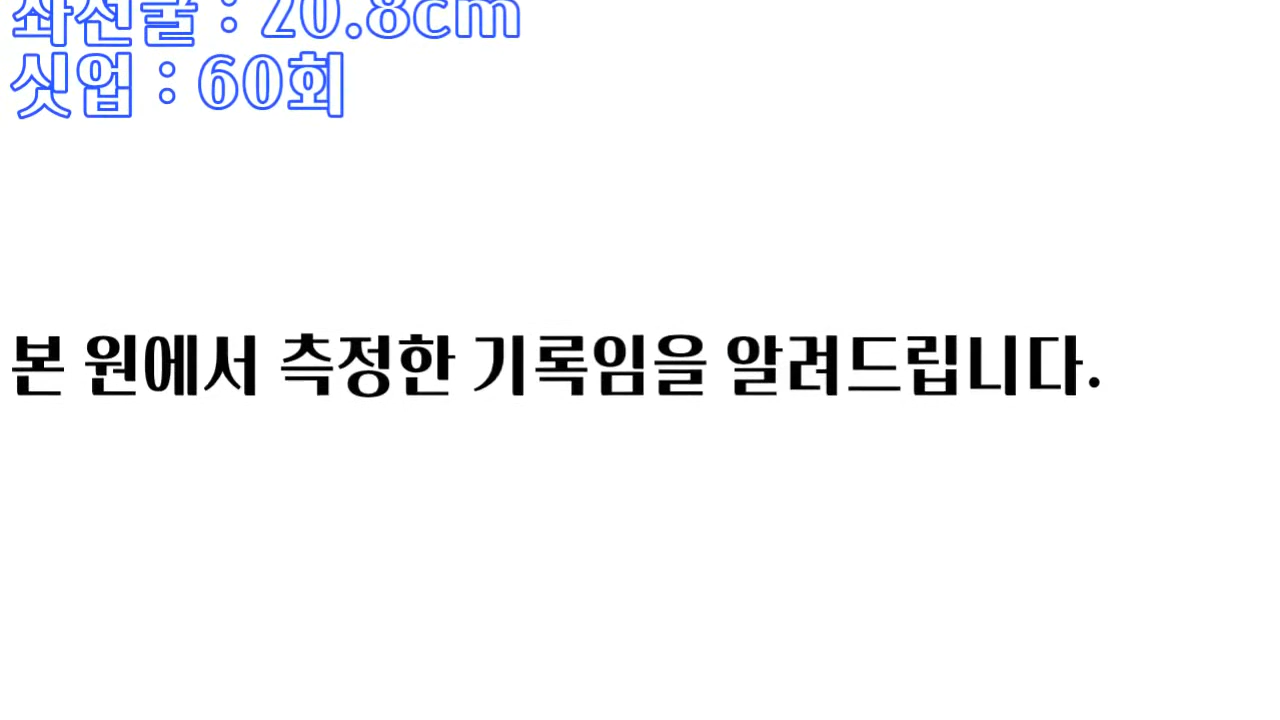 좌전굴 : 20.8cm
싯업 : 60회
본 원에서 측정한 기록임을 알려드립니다.